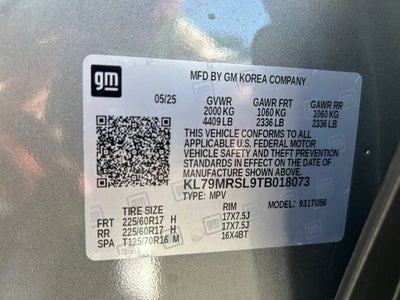 gm
MFD BY GM KOREA COMPANY
05/25 GVWR GAWR FRT GAWR RR
2000 KG 1060 KG 1060 KG
4409 LB 2336 LB 2336 LB
THIS VEHICLE CONFORMS TO ALL
APPLICABLE U.S. FEDERAL MOTOR
VEHICLE SAFETY AND THEFT PREVENTION
STANDARDS IN EFFECT ON THE DATE OF
MANUFACTURE SHOWN ABOVE.
KL79MRSL9TB018073
TYPE: MPV 931TU56
TIRE SIZE RIM
FRT 225/60R17 H 17X7.5J
RR 225/60R17 H 17X7.5J
SPA T125/70R16 M 16X4BT